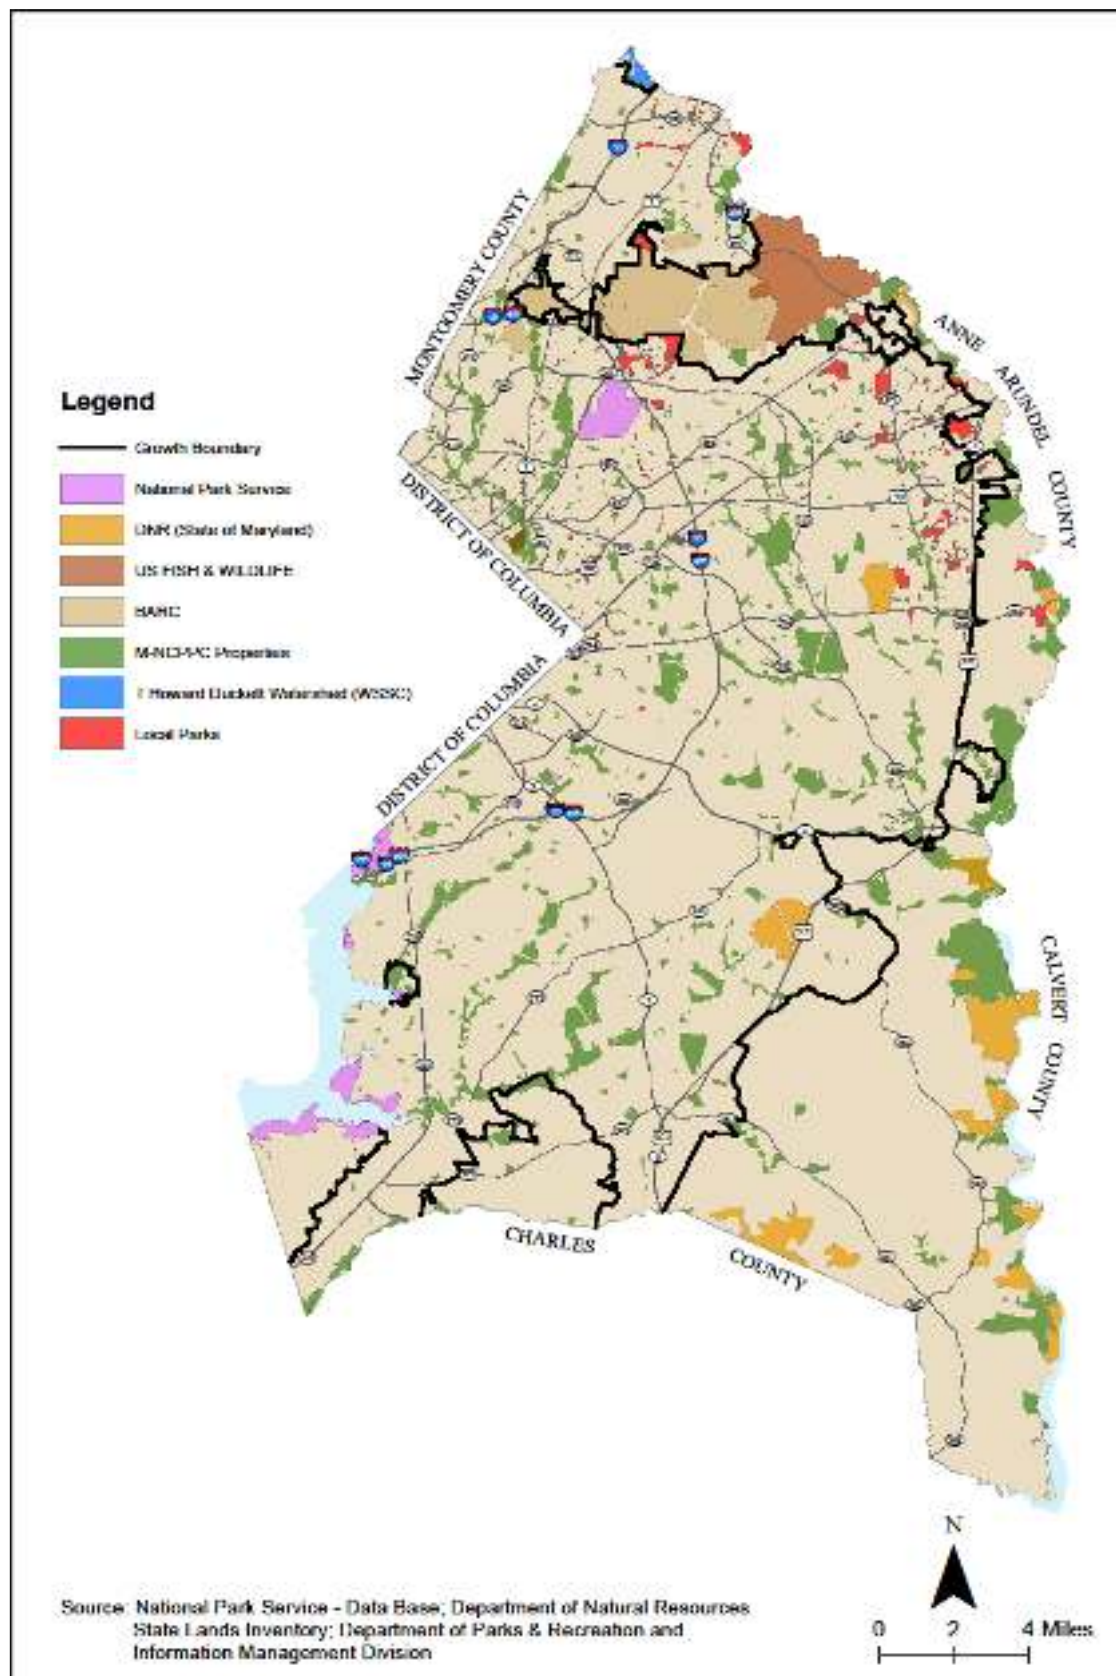 MONTGOMERY COUNTY
ANNE ARUNDEL COUNTY
Legend
Growth Boundary
National Park Service
DNR (State of Maryland)
US FISH & WILDLIFE
BARC
M-NCPPC Properties
T Howard Duckett Watershed (WSSC)
Local Parks
DISTRICT OF COLUMBIA
DISTRICT OF COLUMBIA
CALVERT COUNTY
CHARLES COUNTY
N
0 2 4 Miles
Source: National Park Service - Data Base; Department of Natural Resources
State Lands Inventory; Department of Parks & Recreation and
Information Management Division